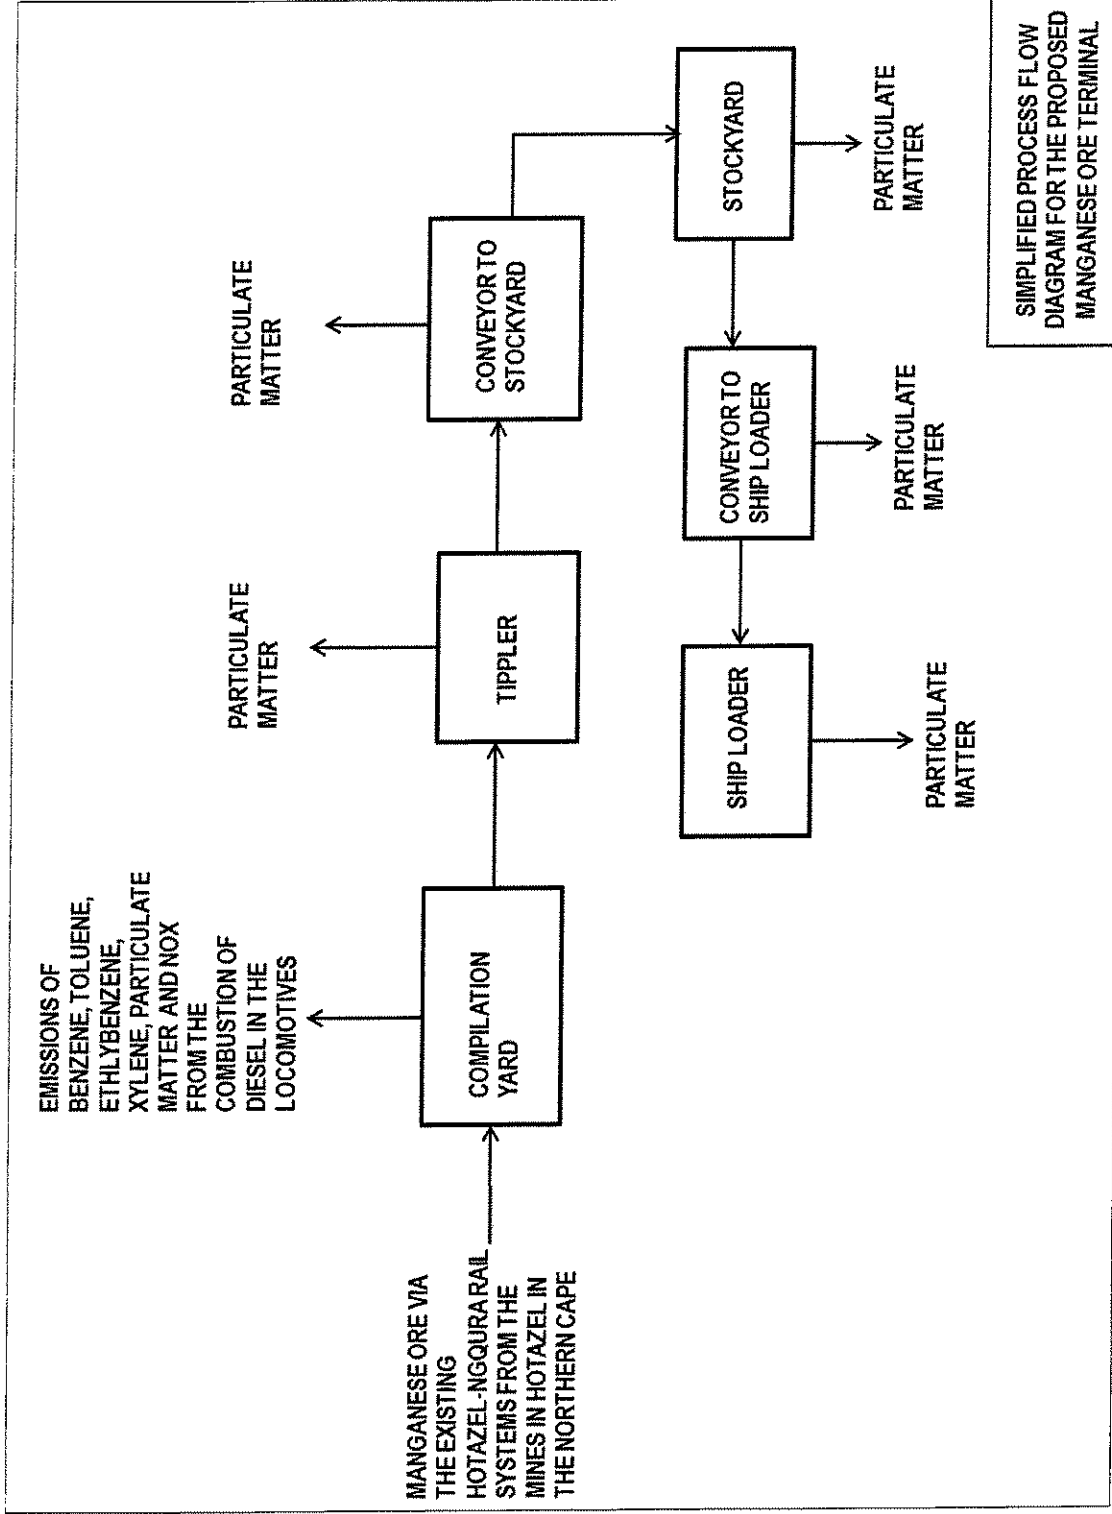 EMISSIONS OF
BENZENE, TOLUENE,
ETHLYBENZENE,
XYLENE, PARTICULATE
MATTER AND NOX
FROM THE
COMBUSTION OF
DIESEL IN THE
LOCOMOTIVES
PARTICULATE
MATTER
PARTICULATE
MATTER
MANGANESE ORE VIA
THE EXISTING
HOTAZEL-NGQURA RAIL
SYSTEMS FROM THE
MINES IN HOTAZEL IN
THE NORTHERN CAPE
COMPILATION
YARD
TIPPLER
CONVEYOR TO
STOCKYARD
SHIP LOADER
CONVEYOR TO
SHIP LOADER
STOCKYARD
PARTICULATE
MATTER
PARTICULATE
MATTER
PARTICULATE
MATTER
SIMPLIFIED PROCESS FLOW
DIAGRAM FOR THE PROPOSED
MANGANESE ORE TERMINAL